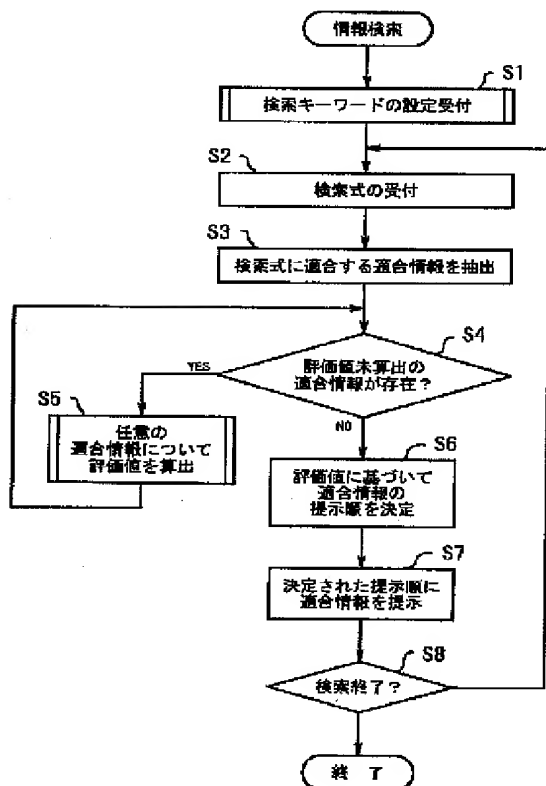 情報検索
S1
検索キーワードの設定受付
S2
検索式の受付
S3
検索式に適合する適合情報を抽出
S4
評価値未算出の
適合情報が存在？
YES
S5
任意の
適合情報について
評価値を算出
NO
S6
評価値に基づいて
適合情報の
提示順を決定
S7
決定された提示順に
適合情報を提示
S8
検索終了？
終 了